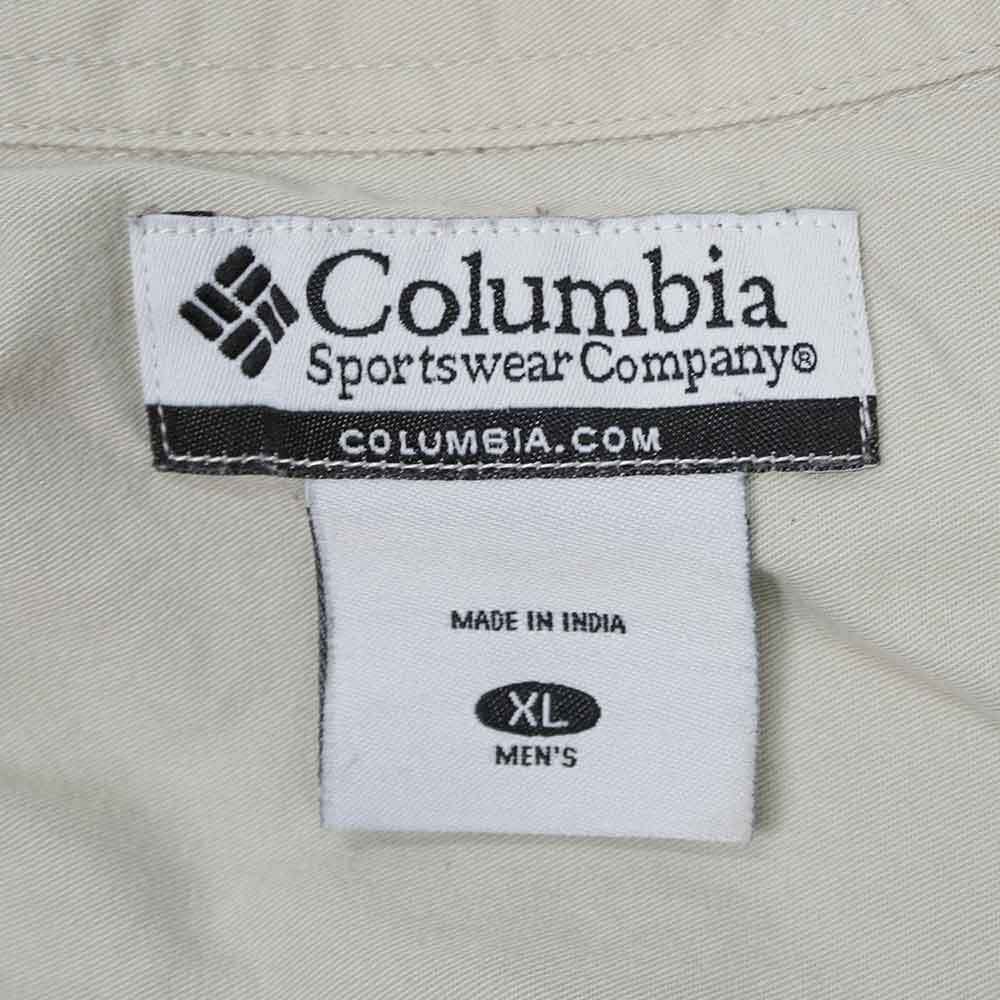 Columbia
Sportswear Company®
COLUMBIA.COM
MADE IN INDIA
XL
MEN'S